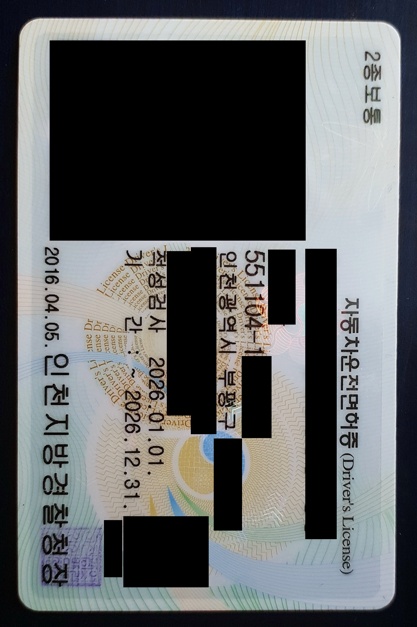 2종보통
자동차운전면허증 (Driver's License)
551104-1
인천광역시 부평구
적성검사 2026.01.01.
기 간 : ~ 2026.12.31.
2016.04.05. 인천지방경찰청장